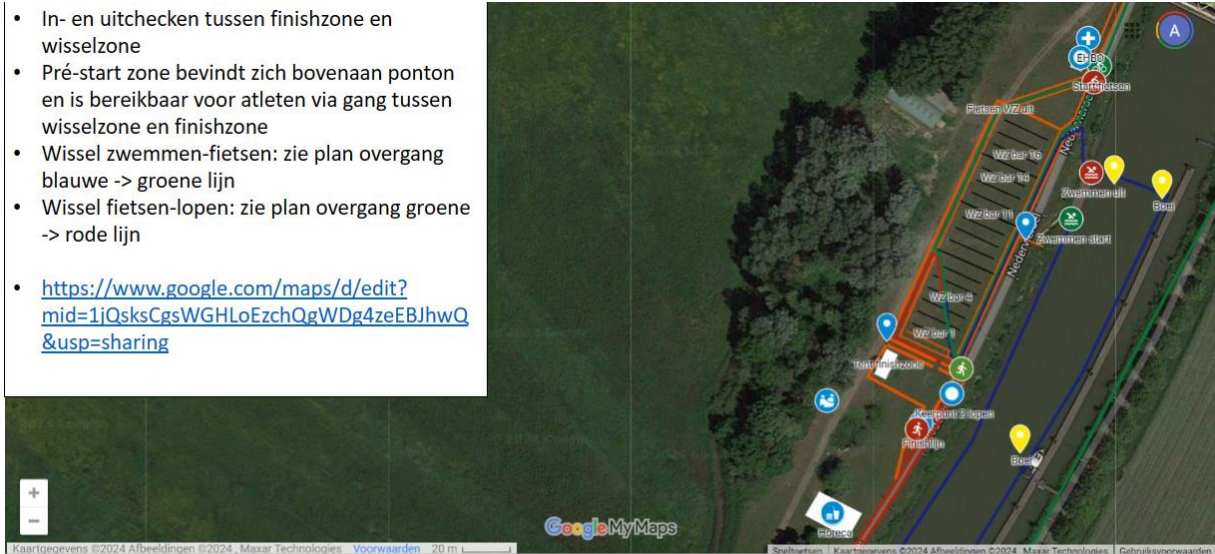 • In- en uitchecken tussen finishzone en
wisselzone
• Pré-start zone bevindt zich bovenaan ponton
en is bereikbaar voor atleten via gang tussen
wisselzone en finishzone
• Wissel zwemmen-fietsen: zie plan overgang
blauwe -> groene lijn
• Wissel fietsen-lopen: zie plan overgang groene
-> rode lijn
• https://www.google.com/maps/d/edit?
mid=1jQsksCgsWGHLoEzchQgWDg4zeEBJhwQ
&usp=sharing
A
EHBO
Start fietsen
Fietsen WZ uit
WZ bar 16
WZ bar 14
Zwemmen uit
Boei
WZ bar 11
Zwemmen start
WZ bar 4
WZ bar 1
Tent finishzone
Keerpunt 2 lopen
Finishlijn
Boei
Horeca
+
−
Google My Maps
Kaartgegevens ©2024 Afbeeldingen ©2024 , Maxar Technologies Voorwaarden 20 m
Sneltoetsen Kaartgegevens ©2024 Afbeeldingen ©2024 , Maxar Technologies Gebruiksvoorwaarden